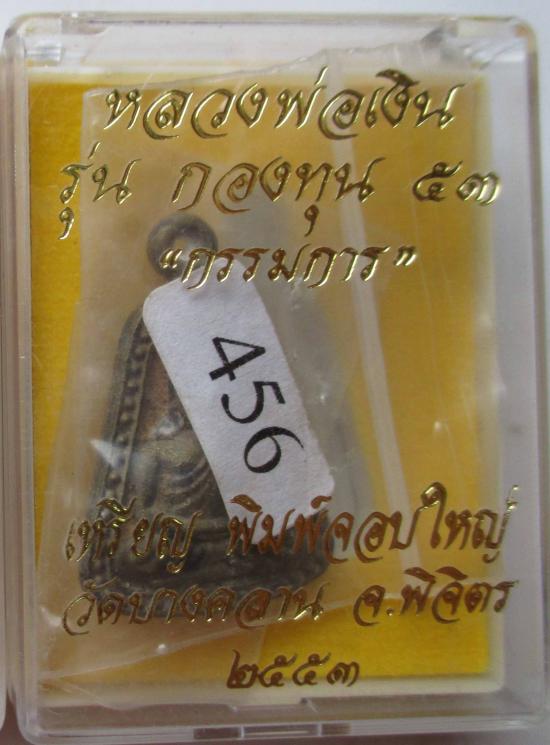 หลวงพ่อเงิน
รุ่น กองทุน ๕๓
“กรรมการ”
456
เหรียญ พิมพ์จอบใหญ่
วัดบางคลาน จ.พิจิตร
๒๕๕๓